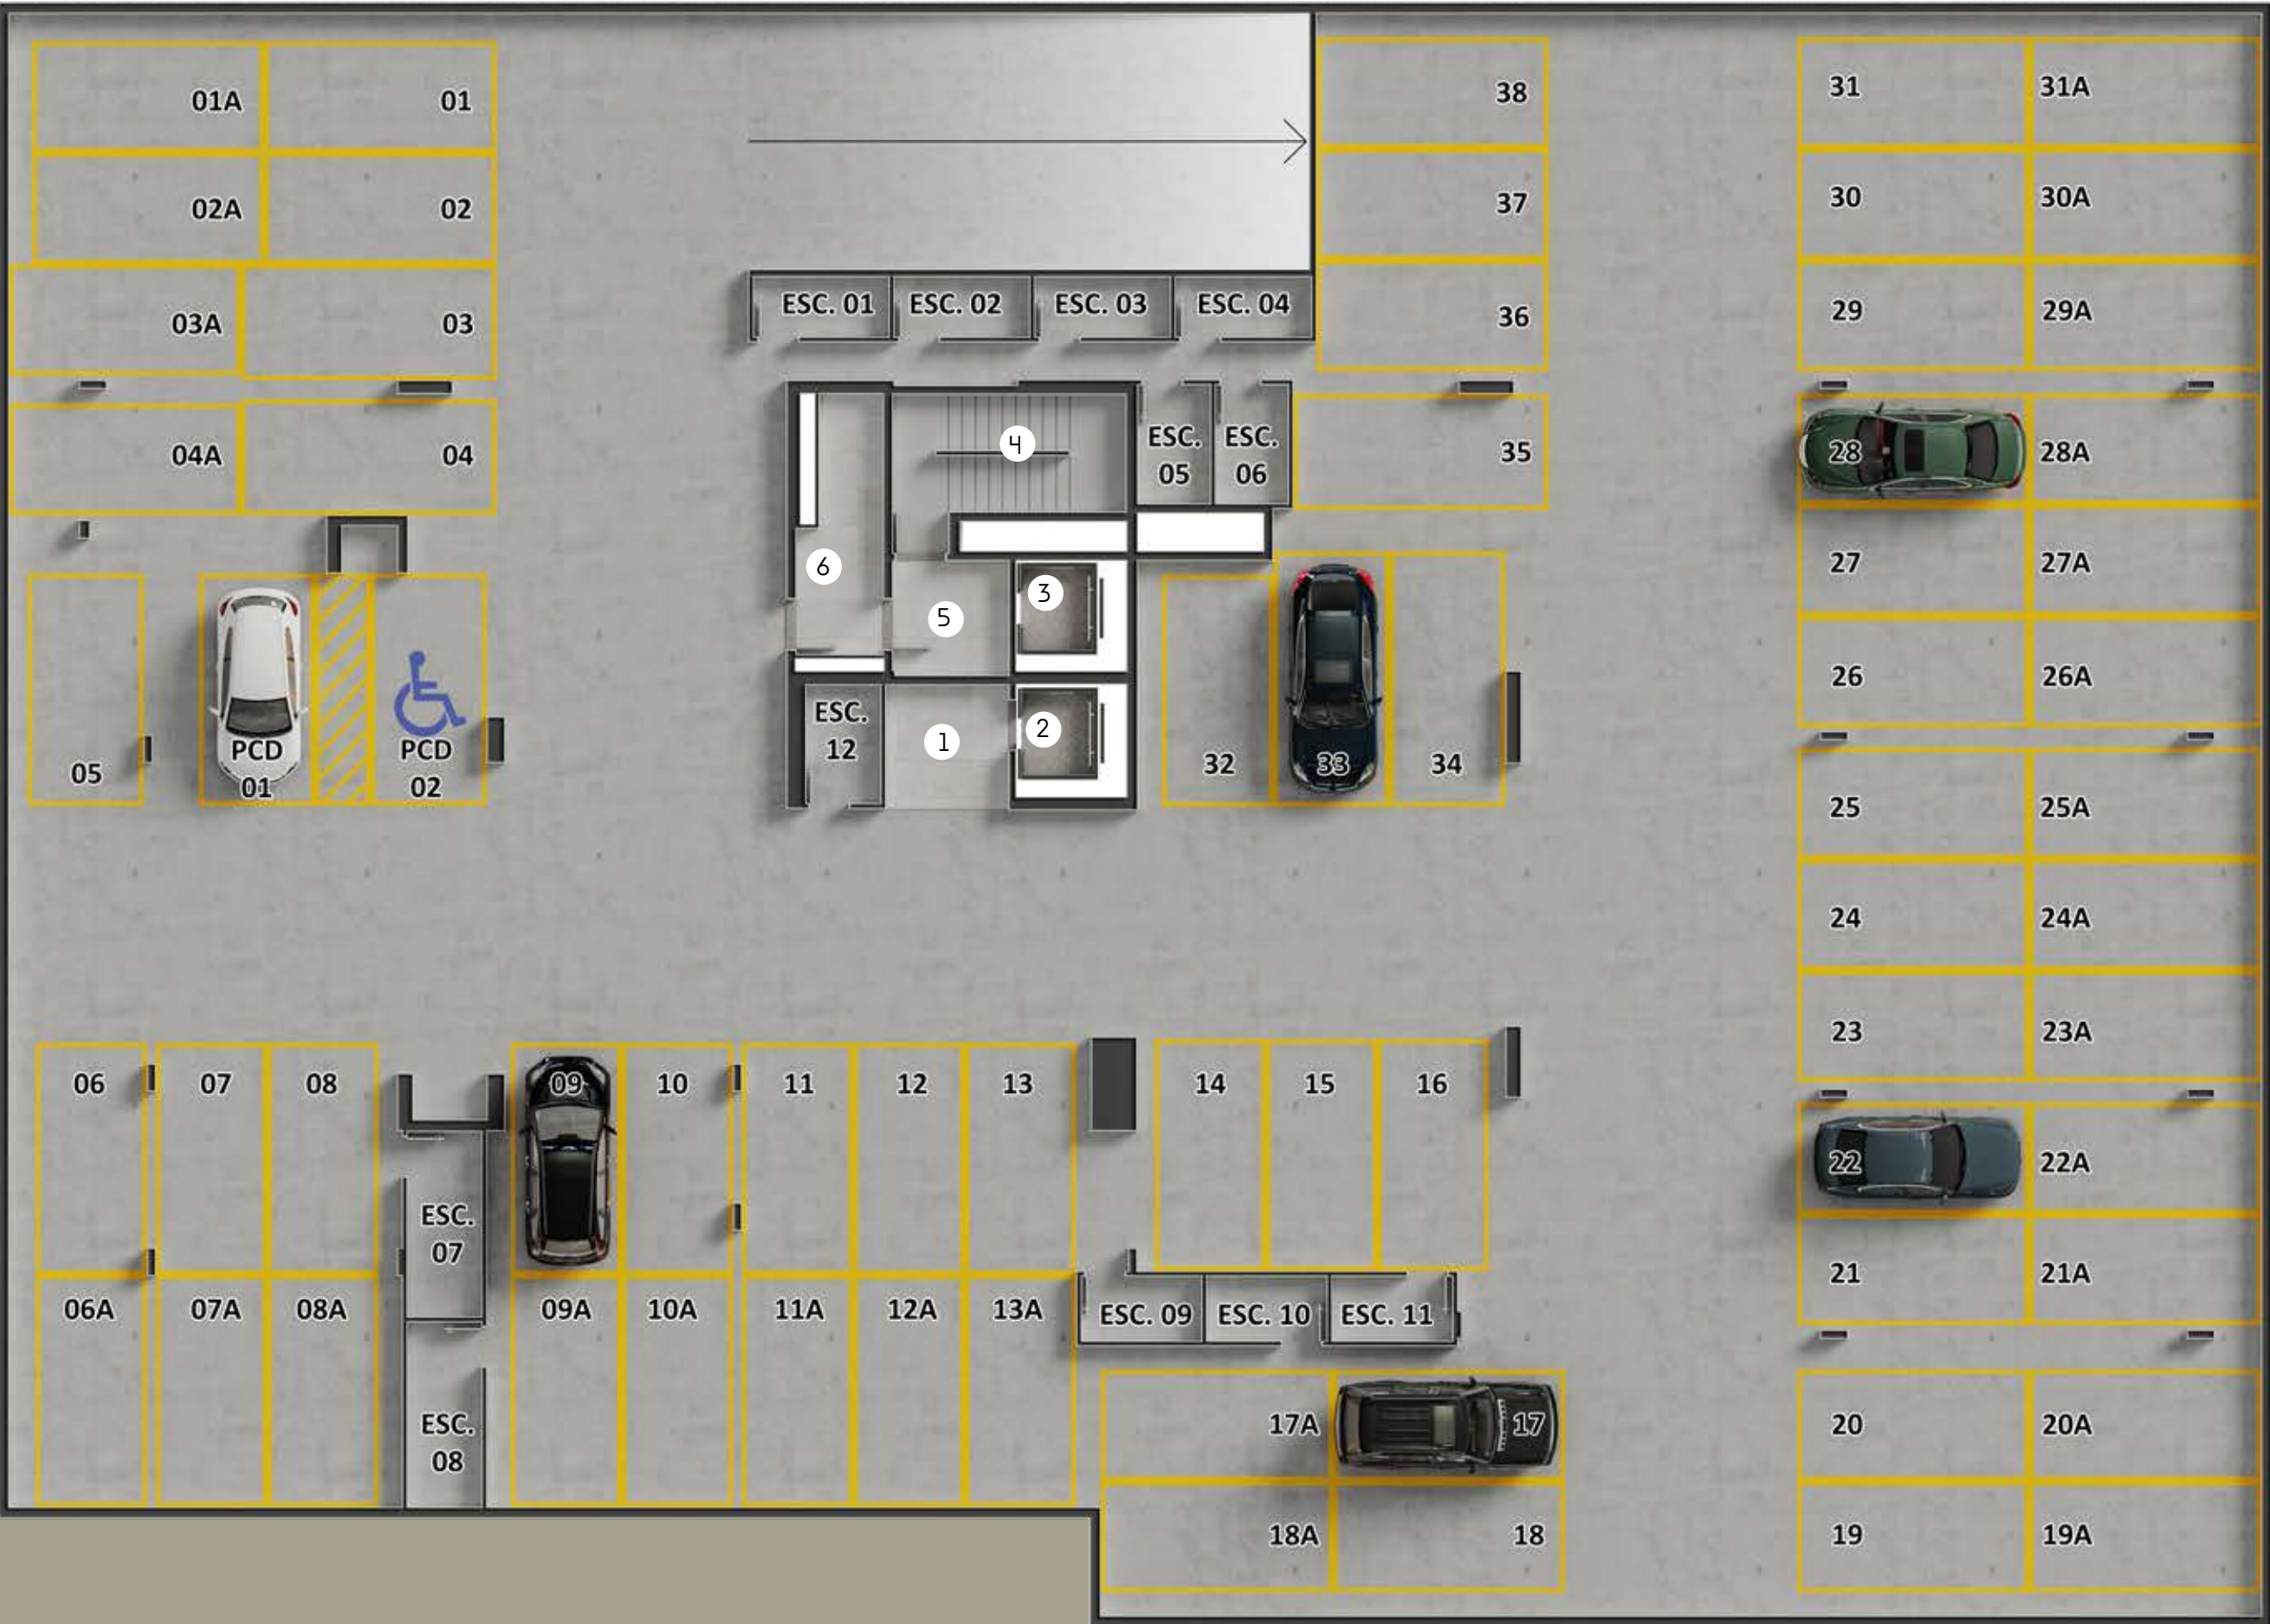 01A 01 38 31 31A
02A 02 37 30 30A
03A 03 ESC. 01 ESC. 02 ESC. 03 ESC. 04 36 29 29A
04A 04 4 ESC. 05 ESC. 06 35 28 28A
6 5 3 27 27A
26 26A
05 PCD 01 PCD 02 ESC. 12 1 2 32 33 34
25 25A
24 24A
23 23A
06 07 08 09 10 11 12 13 14 15 16
22 22A
ESC. 07
21 21A
06A 07A 08A 09A 10A 11A 12A 13A ESC. 09 ESC. 10 ESC. 11
ESC. 08 17A 17 20 20A
18A 18 19 19A